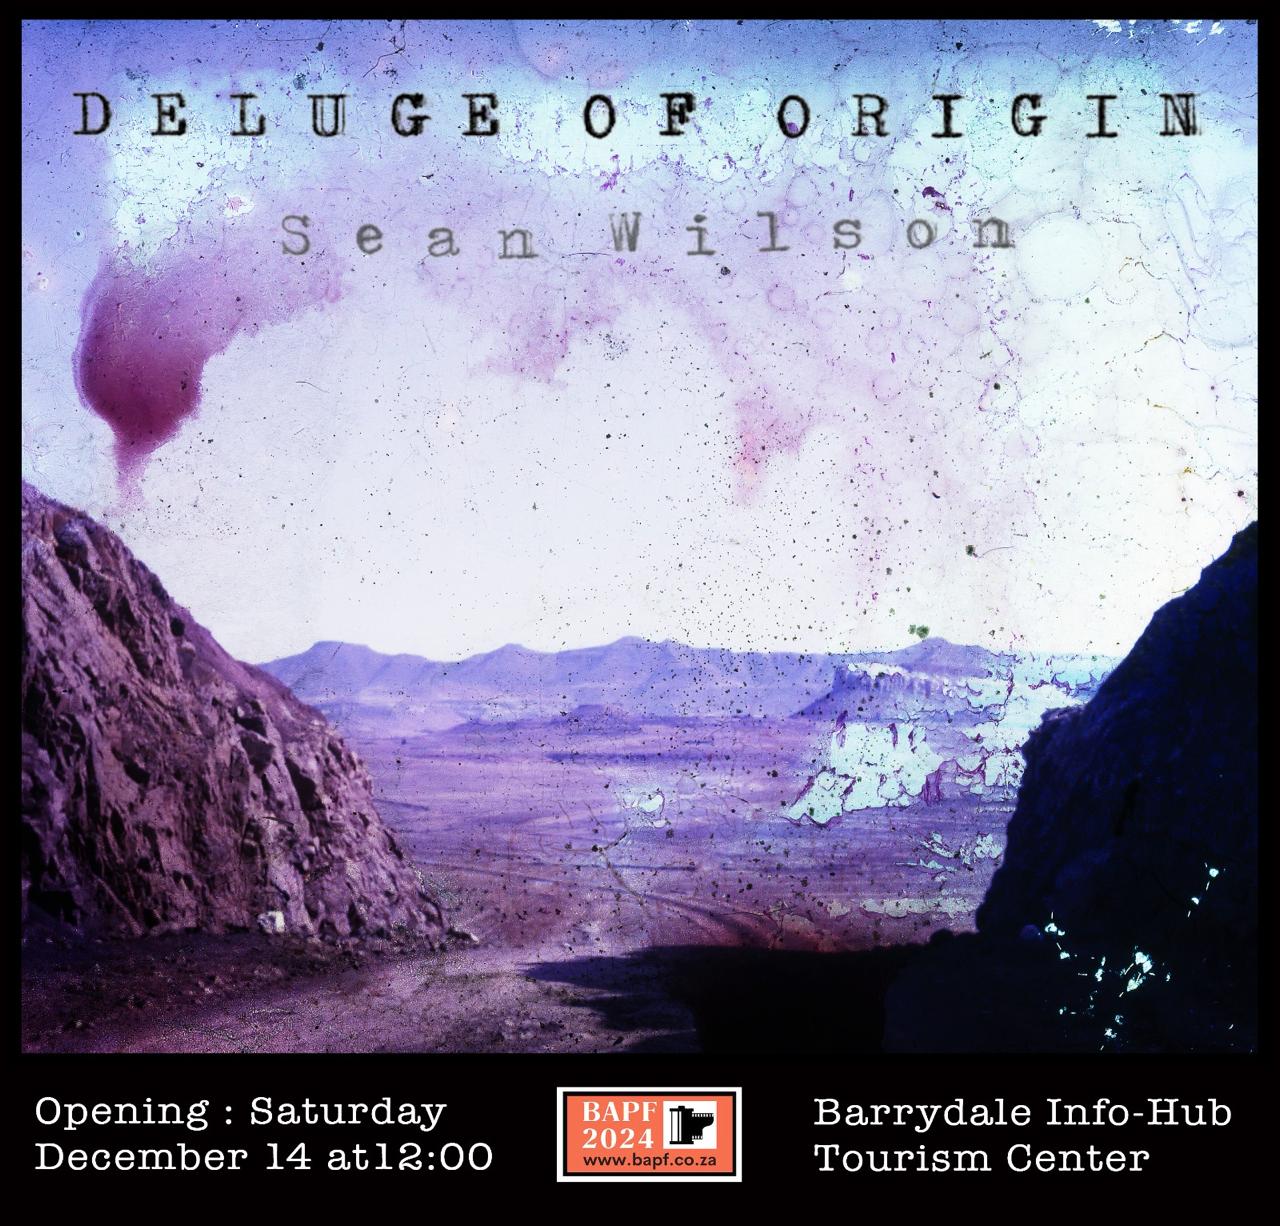 DELUGE OF ORIGIN
Sean Wilson
Opening : Saturday
December 14 at12:00
BAPF
2024
www.bapf.co.za
Barrydale Info-Hub
Tourism Center